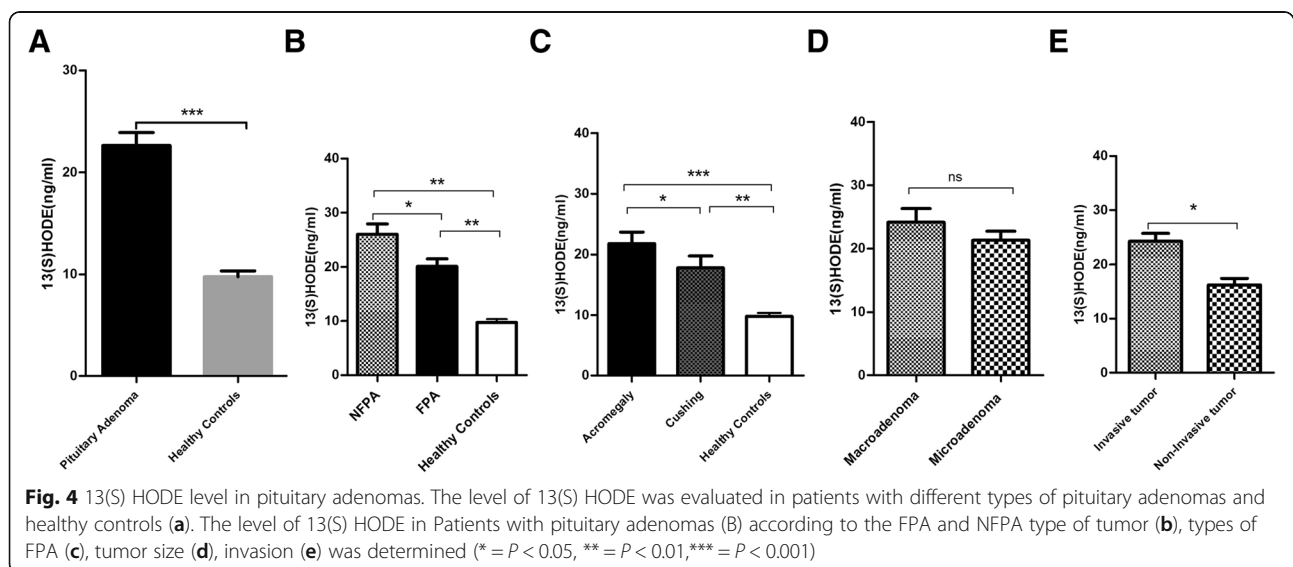 A
B
C
D
E
30
20
10
0
13(S)HODE(ng/ml)
***
Pituitary Adenoma
Healthy Controls
40
30
20
10
0
13(S)HODE(ng/ml)
**
*
**
NFPA
FPA
Healthy Controls
40
30
20
10
0
13(S)HODE(ng/ml)
***
*
**
Acromegaly
Cushing
Healthy Controls
40
30
20
10
0
13(S)HODE(ng/ml)
ns
Macroadenoma
Microadenoma
40
30
20
10
0
13(S)HODE(ng/ml)
*
Invasive tumor
Non-Invasive tumor
Fig. 4 13(S) HODE level in pituitary adenomas. The level of 13(S) HODE was evaluated in patients with different types of pituitary adenomas and
healthy controls (a). The level of 13(S) HODE in Patients with pituitary adenomas (B) according to the FPA and NFPA type of tumor (b), types of
FPA (c), tumor size (d), invasion (e) was determined (* = P < 0.05, ** = P < 0.01,*** = P < 0.001)